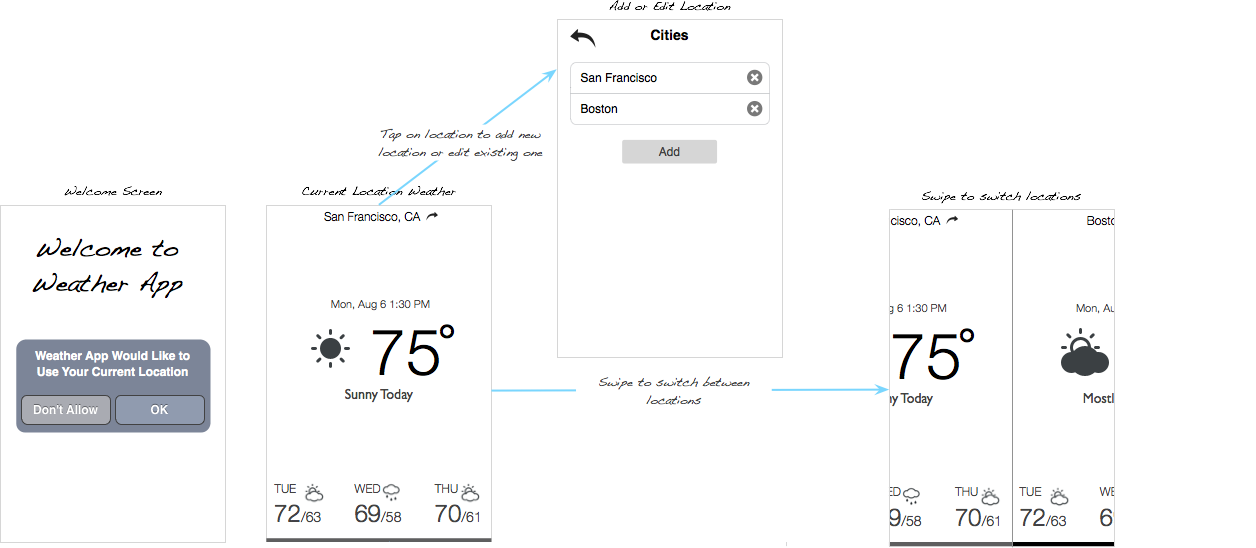 Add or Edit Location
Cities
San Francisco
Boston
Add
Tap on location to add new
location or edit existing one
Welcome Screen
Welcome to
Weather App
Weather App Would Like to
Use Your Current Location
Don't Allow
OK
Current Location Weather
San Francisco, CA
Mon, Aug 6 1:30 PM
75°
Sunny Today
TUE
72/63
WED
69/58
THU
70/61
Swipe to switch between
locations
Swipe to switch locations
cisco, CA
g 6 1:30 PM
75°
ny Today
ED
9/58
THU
70/61
Bosto
Mon, Au
Mostl
TUE
72/63
WE
6